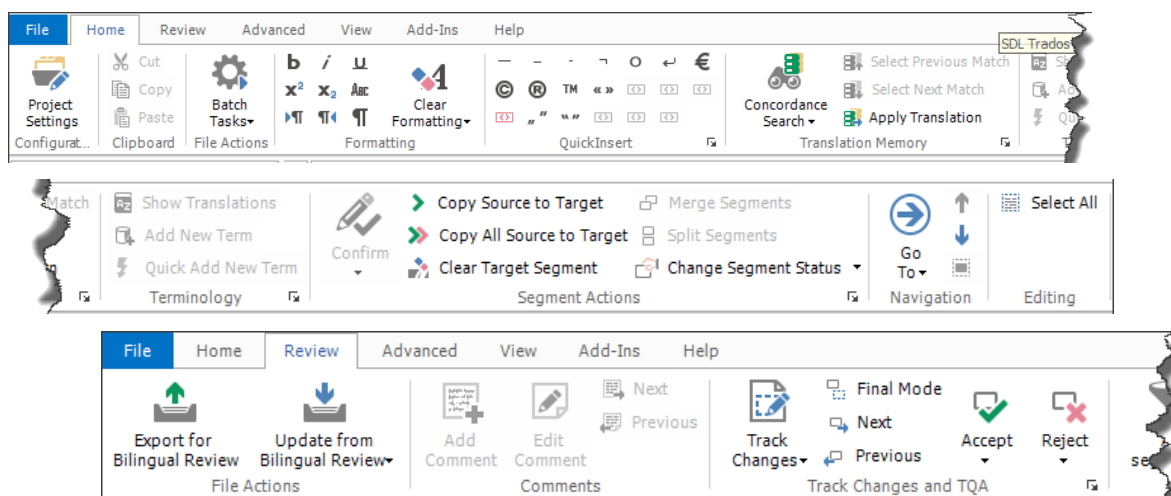 File Home Review Advanced View Add-Ins Help
SDL Trados
Cut
Copy
Paste
Project Settings
Batch Tasks
b i u
x² x₂ ABC
Clear Formatting
€
© ® TM « »
„ " “ ”
Concordance Search
Select Previous Match
Select Next Match
Apply Translation
Configurat... Clipboard File Actions Formatting QuickInsert Translation Memory
Match
Show Translations
Add New Term
Quick Add New Term
Confirm
Copy Source to Target
Copy All Source to Target
Clear Target Segment
Merge Segments
Split Segments
Change Segment Status
Go To
Select All
Terminology Segment Actions Navigation Editing
File Home Review Advanced View Add-Ins Help
Export for Bilingual Review
Update from Bilingual Review
Add Comment
Edit Comment
Next
Previous
Track Changes
Final Mode
Next
Previous
Accept
Reject
File Actions Comments Track Changes and TQA